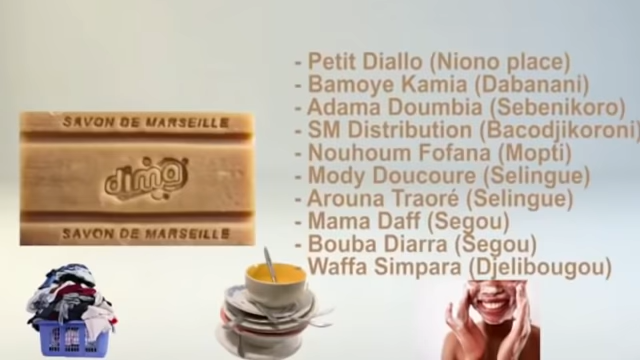 SAVON DE MARSEILLE
dima
SAVON DE MARSEILLE
- Petit Diallo (Niono place)
- Bamoye Kamia (Dabanani)
- Adama Doumbia (Sebenikoro)
- SM Distribution (Bacodjikoroni)
- Nouhoum Fofana (Mopti)
- Mody Doucoure (Selingue)
- Arouna Traoré (Selingue)
- Mama Daff (Segou)
- Bouba Diarra (Segou)
Waffa Simpara (Djelibougou)